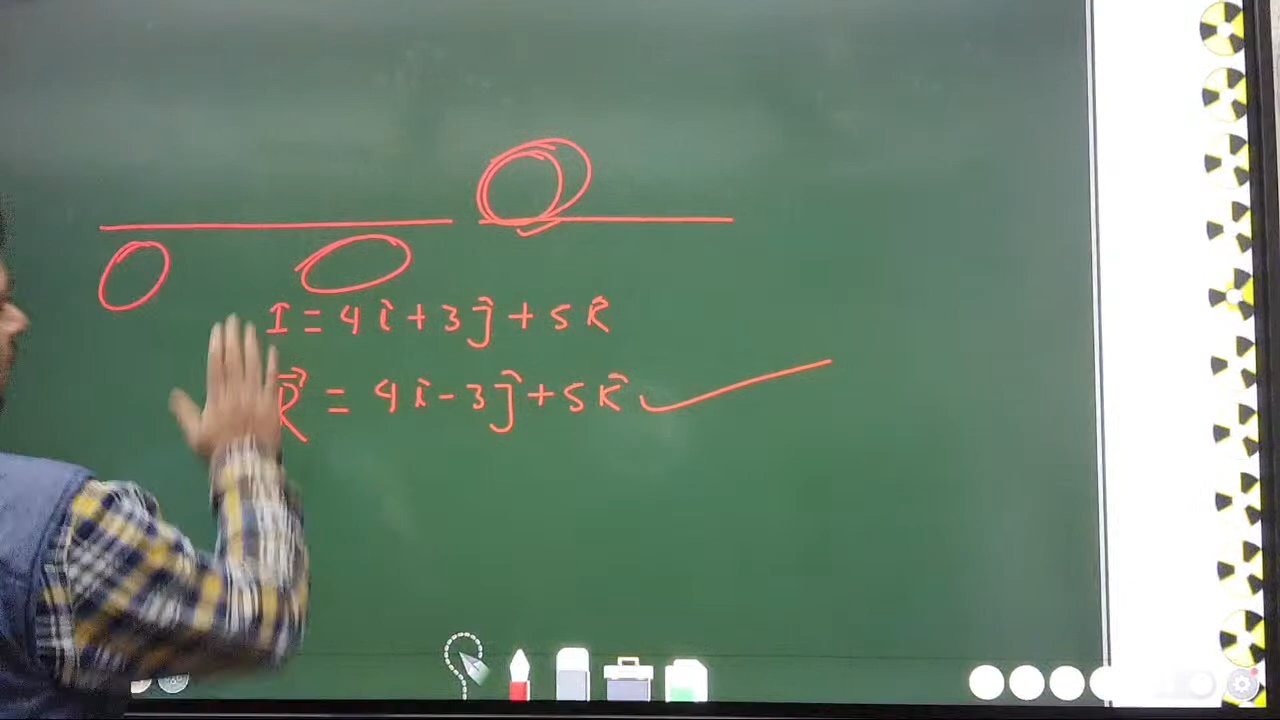 I = 4 î + 3 ĵ + 5 k̂
R⃗ = 4 î - 3 ĵ + 5 k̂